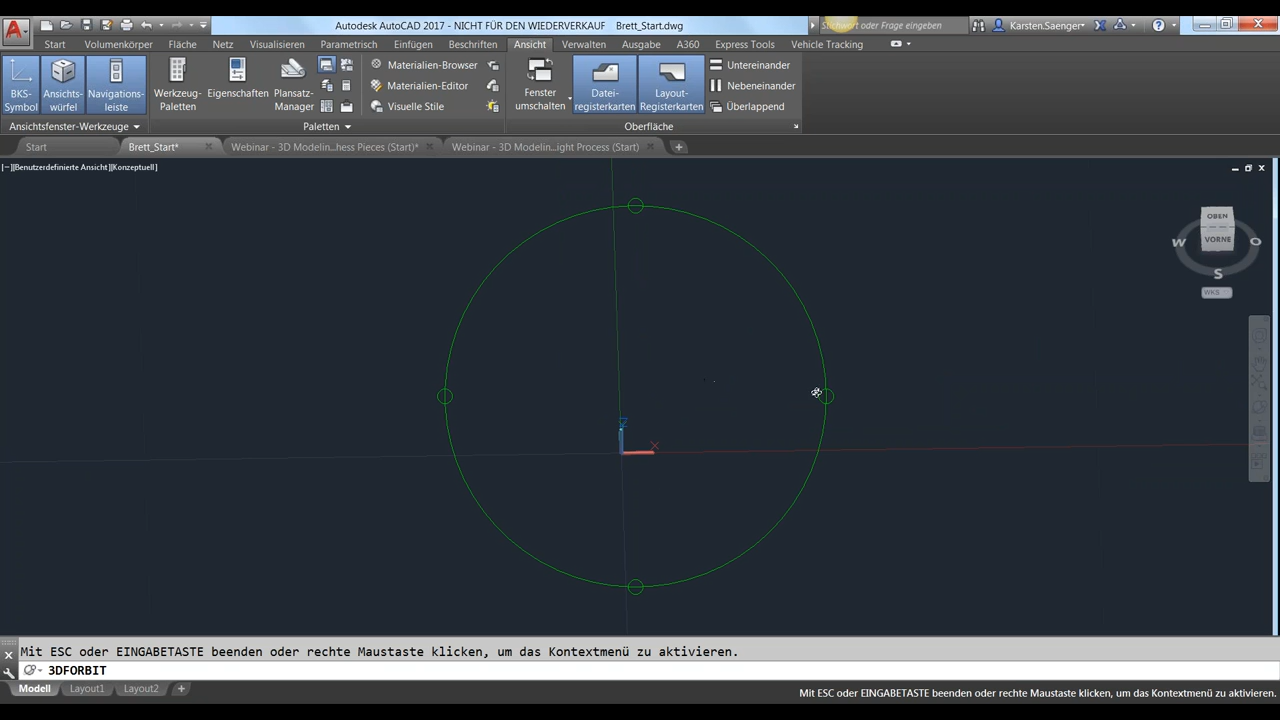 Autodesk AutoCAD 2017 - NICHT FÜR DEN WIEDERVERKAUF Brett_Start.dwg
Suchwort oder Frage eingeben
Karsten.Saenger
Start Volumenkörper Fläche Netz Visualisieren Parametrisch Einfügen Beschriften Ansicht Verwalten Ausgabe A360 Express Tools Vehicle Tracking
BKS-
Symbol
Ansichts-
würfel
Navigations-
leiste
Werkzeug-
Paletten
Eigenschaften
Plansatz-
Manager
Materialien-Browser
Materialien-Editor
Visuelle Stile
Fenster
umschalten
Datei-
registerkarten
Layout-
Registerkarten
Untereinander
Nebeneinander
Überlappend
Ansichtsfenster-Werkzeuge
Paletten
Oberfläche
Start
Brett_Start*
Webinar - 3D Modelin...hess Pieces (Start)*
Webinar - 3D Modelin...ight Process (Start)
[−][Benutzerdefinierte Ansicht][Konzeptuell]
OBEN
VORNE
W
O
S
WKS
Z
X
Mit ESC oder EINGABETASTE beenden oder rechte Maustaste klicken, um das Kontextmenü zu aktivieren.
3DFORBIT
Modell Layout1 Layout2
Mit ESC oder EINGABETASTE beenden oder rechte Maustaste klicken, um das Kontextmenü zu aktivieren.